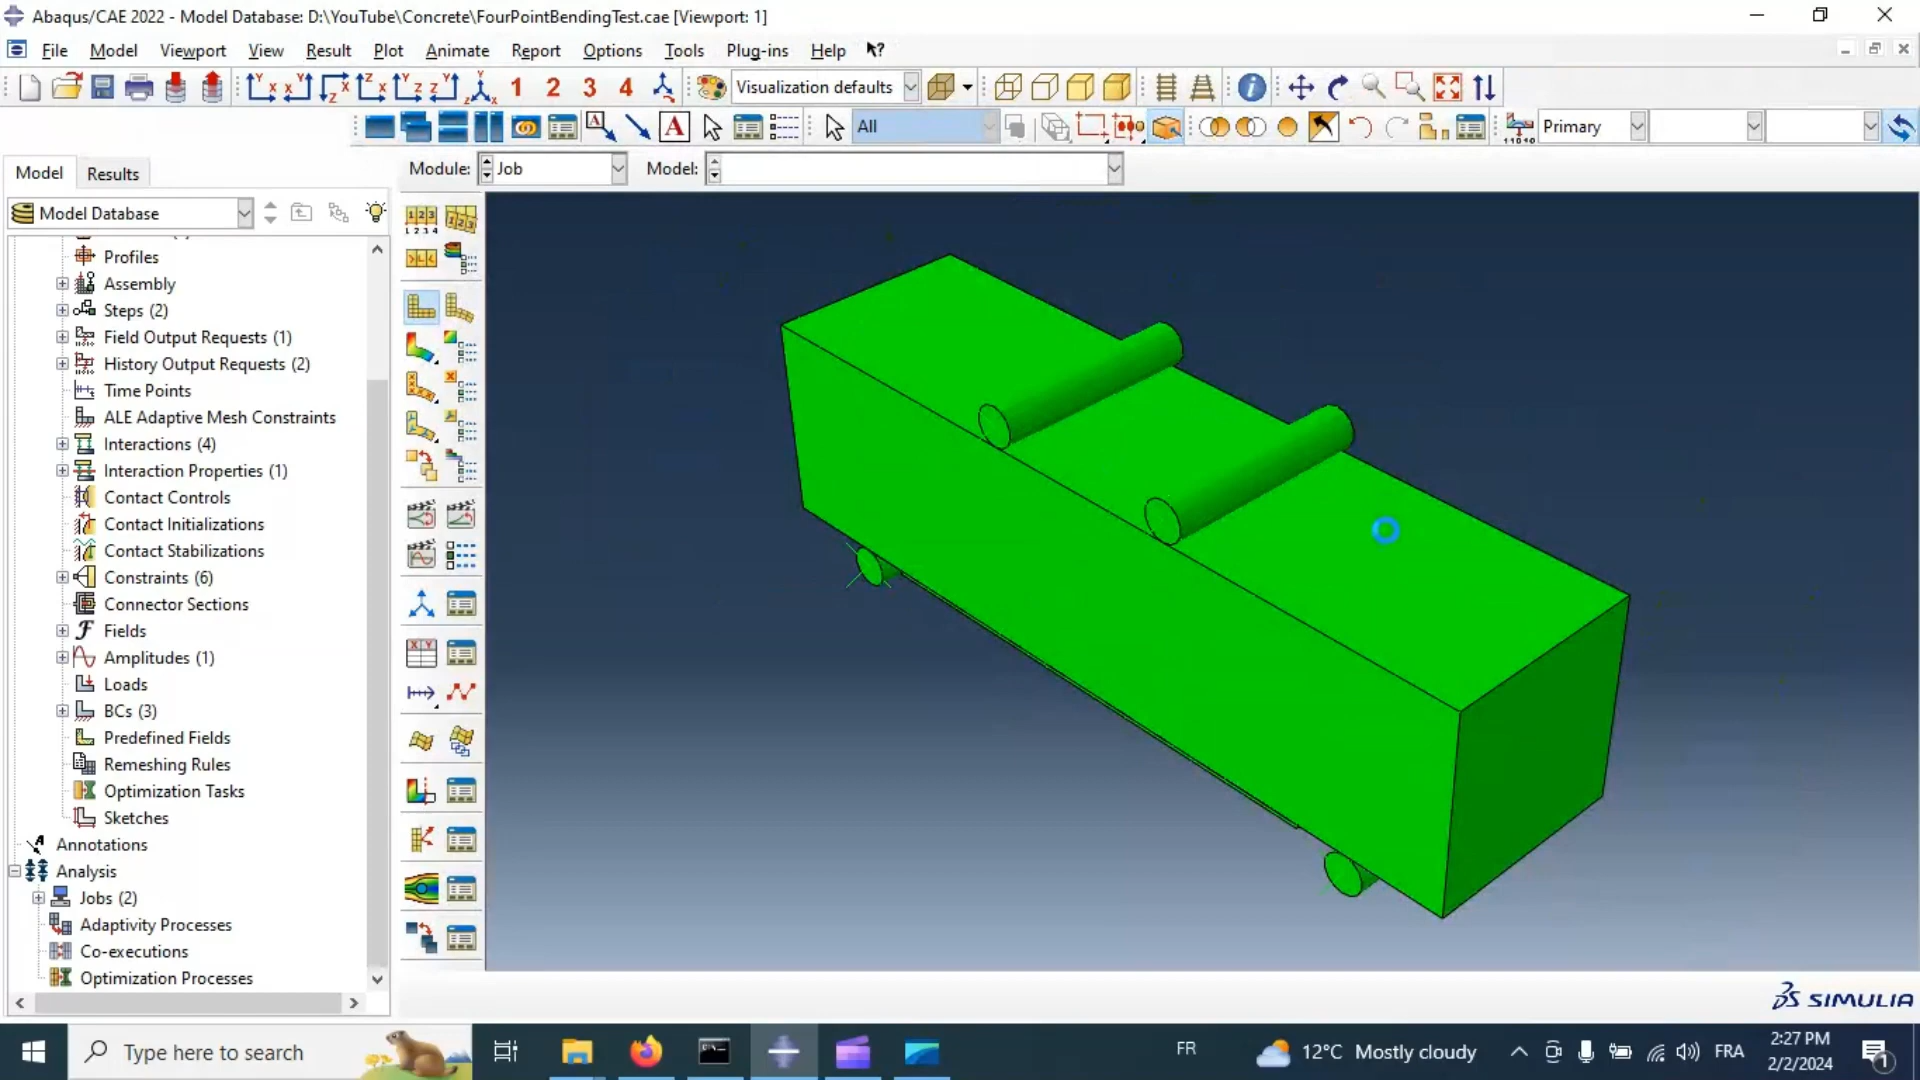 Abaqus/CAE 2022 - Model Database: D:\YouTube\Concrete\FourPointBendingTest.cae [Viewport: 1]
File Model Viewport View Result Plot Animate Report Options Tools Plug-ins Help
1 2 3 4 Visualization defaults
All Primary
Model Results Module: Job Model:
Model Database
Profiles
Assembly
Steps (2)
Field Output Requests (1)
History Output Requests (2)
Time Points
ALE Adaptive Mesh Constraints
Interactions (4)
Interaction Properties (1)
Contact Controls
Contact Initializations
Contact Stabilizations
Constraints (6)
Connector Sections
Fields
Amplitudes (1)
Loads
BCs (3)
Predefined Fields
Remeshing Rules
Optimization Tasks
Sketches
Annotations
Analysis
Jobs (2)
Adaptivity Processes
Co-executions
Optimization Processes
SIMULIA
Type here to search
FR
12°C Mostly cloudy
FRA
2:27 PM
2/2/2024
1